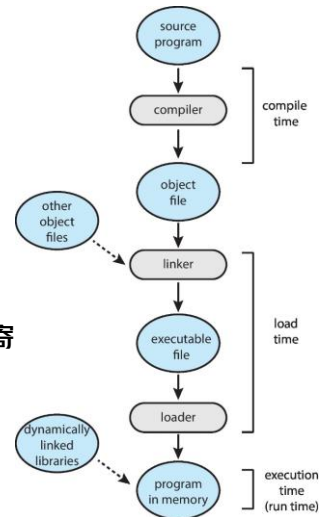 source
program
compiler
compile
time
object
file
other
object
files
linker
寄
executable
file
load
time
loader
dynamically
linked
libraries
program
in memory
execution
time
(run time)